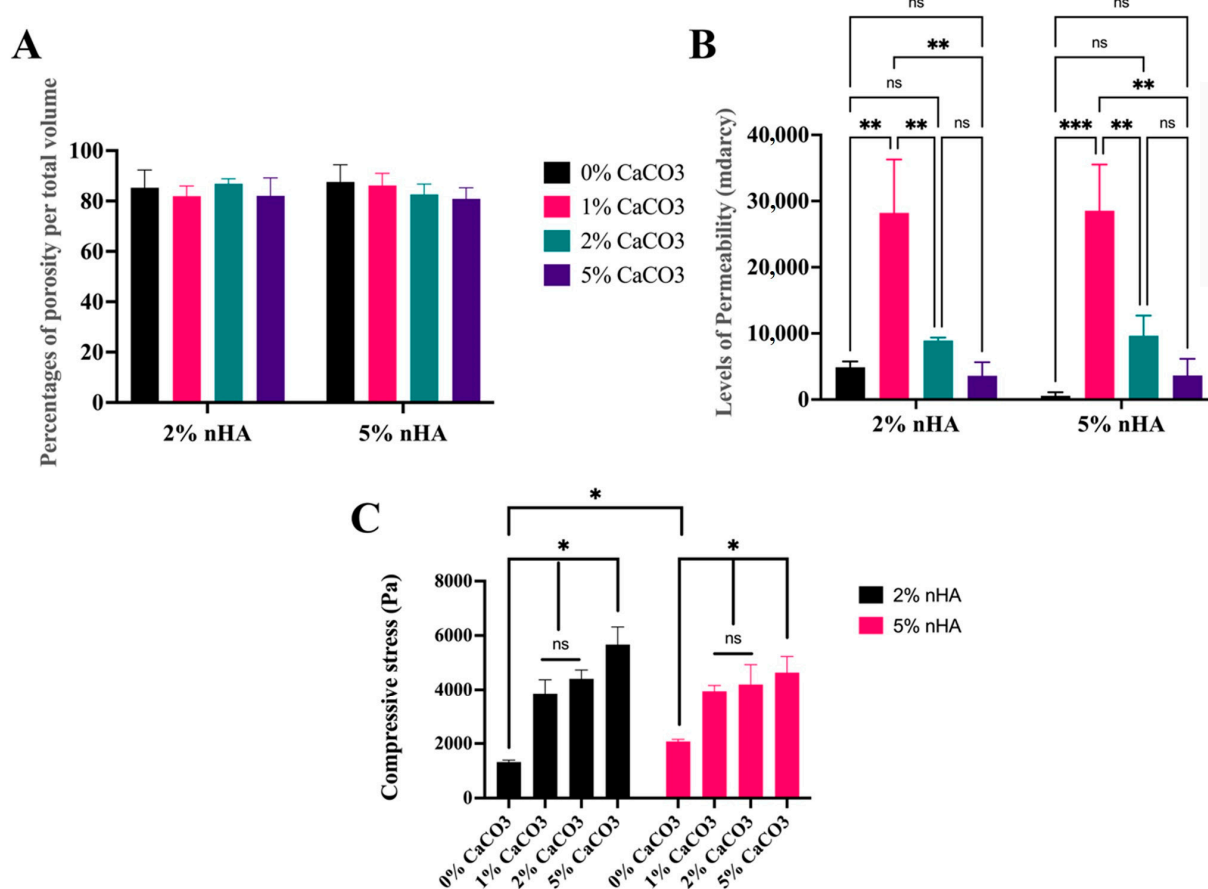 A
Percentages of porosity per total volume
100
80
60
40
20
0
2% nHA
5% nHA
0% CaCO3
1% CaCO3
2% CaCO3
5% CaCO3
B
Levels of Permeability (mdarcy)
ns
ns
**
ns
ns
**
** ** ns
*** ** ns
40,000
30,000
20,000
10,000
0
2% nHA
5% nHA
C
Compressive stress (Pa)
*
*
*
ns
ns
8000
6000
4000
2000
0
0% CaCO3
1% CaCO3
2% CaCO3
5% CaCO3
0% CaCO3
1% CaCO3
2% CaCO3
5% CaCO3
2% nHA
5% nHA